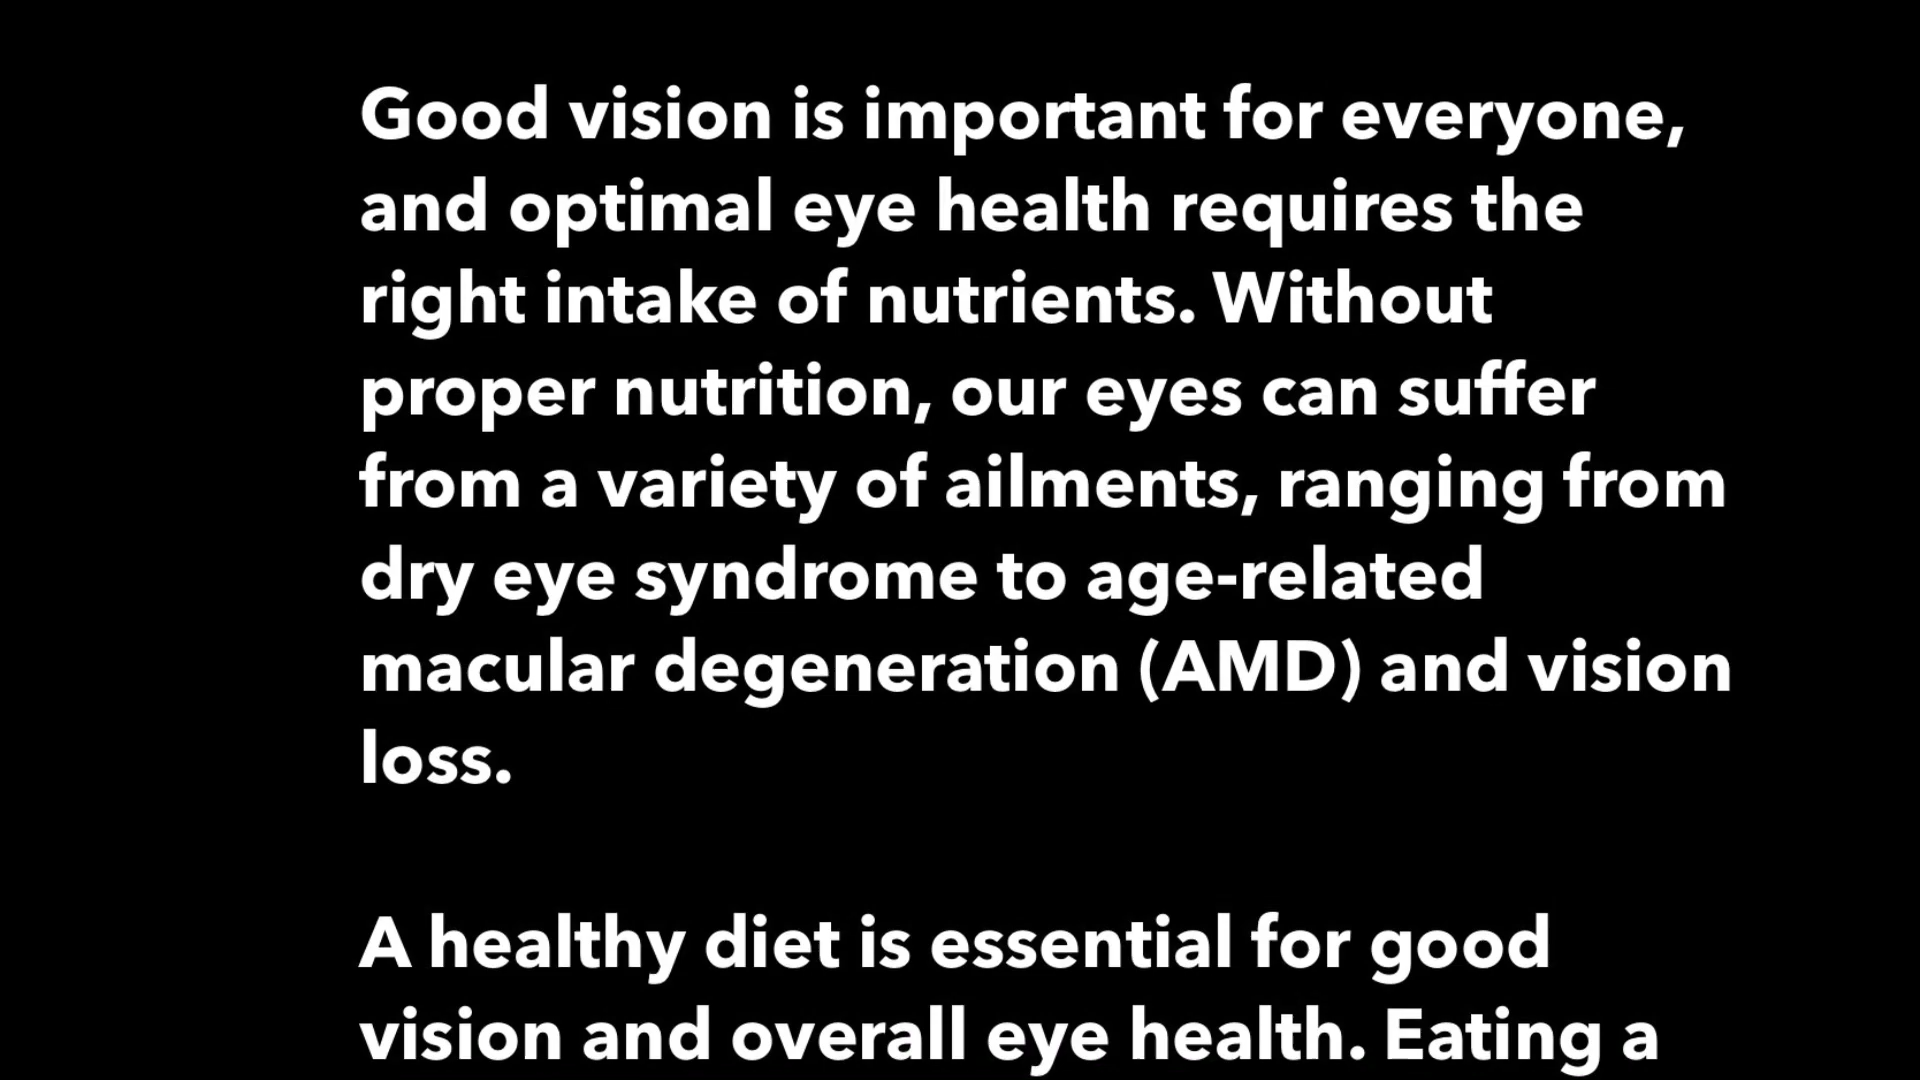 Good vision is important for everyone,
and optimal eye health requires the
right intake of nutrients. Without
proper nutrition, our eyes can suffer
from a variety of ailments, ranging from
dry eye syndrome to age-related
macular degeneration (AMD) and vision
loss.
A healthy diet is essential for good
vision and overall eye health. Eating a